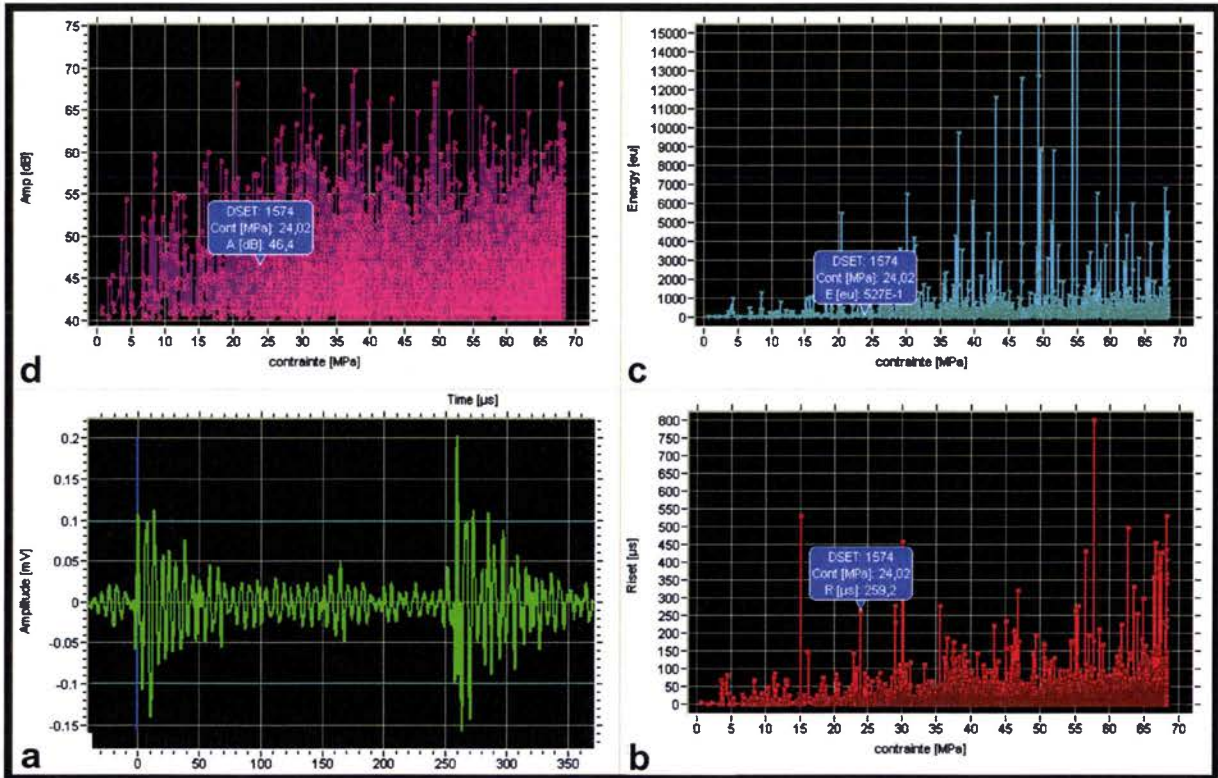 75
70
65
60
55
50
45
40
Amp [dB]
DSET: 1574
Cont [MPa]: 24,02
A [dB]: 46,4
0 5 10 15 20 25 30 35 40 45 50 55 60 65 70
contrainte [MPa]
d
15000
14000
13000
12000
11000
10000
9000
8000
7000
6000
5000
4000
3000
2000
1000
0
Energy [eu]
DSET: 1574
Cont [MPa]: 24,02
E [eu]: 527E-1
0 5 10 15 20 25 30 35 40 45 50 55 60 65 70
contrainte [MPa]
c
Time [µs]
0.2
0.15
0.1
0.05
0
-0.05
-0.1
-0.15
Amplitude [mV]
0 50 100 150 200 250 300 350
a
800
750
700
650
600
550
500
450
400
350
300
250
200
150
100
50
0
Riset [µs]
DSET: 1574
Cont [MPa]: 24,02
R [µs]: 259,2
0 5 10 15 20 25 30 35 40 45 50 55 60 65 70
contrainte [MPa]
b